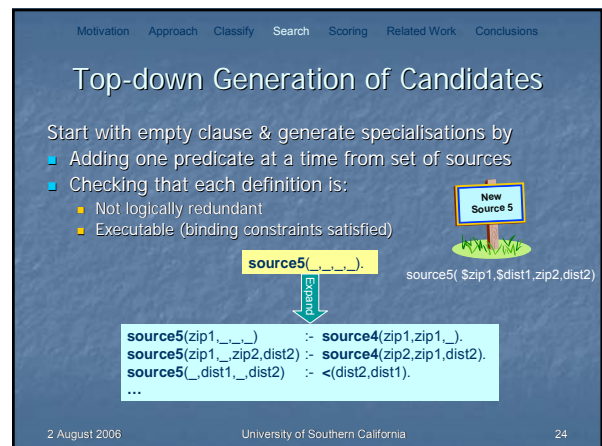 Motivation Approach Classify Search Scoring Related Work Conclusions
Top-down Generation of Candidates
Start with empty clause & generate specialisations by
Adding one predicate at a time from set of sources
Checking that each definition is:
Not logically redundant
Executable (binding constraints satisfied)
New
Source 5
source5( $zip1,$dist1,zip2,dist2)
source5(_,_,_,_).
Expand
source5(zip1,_,_,_) :- source4(zip1,zip1,_).
source5(zip1,_,zip2,dist2) :- source4(zip2,zip1,dist2).
source5(_,dist1,_,dist2) :- <(dist2,dist1).
…
2 August 2006 University of Southern California 24